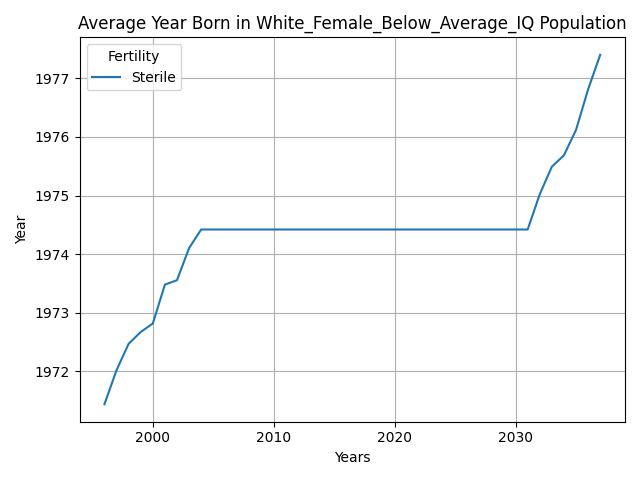 Average Year Born in White_Female_Below_Average_IQ Population
Fertility
Sterile
1977
1976
1975
1974
1973
1972
Year
2000 2010 2020 2030
Years